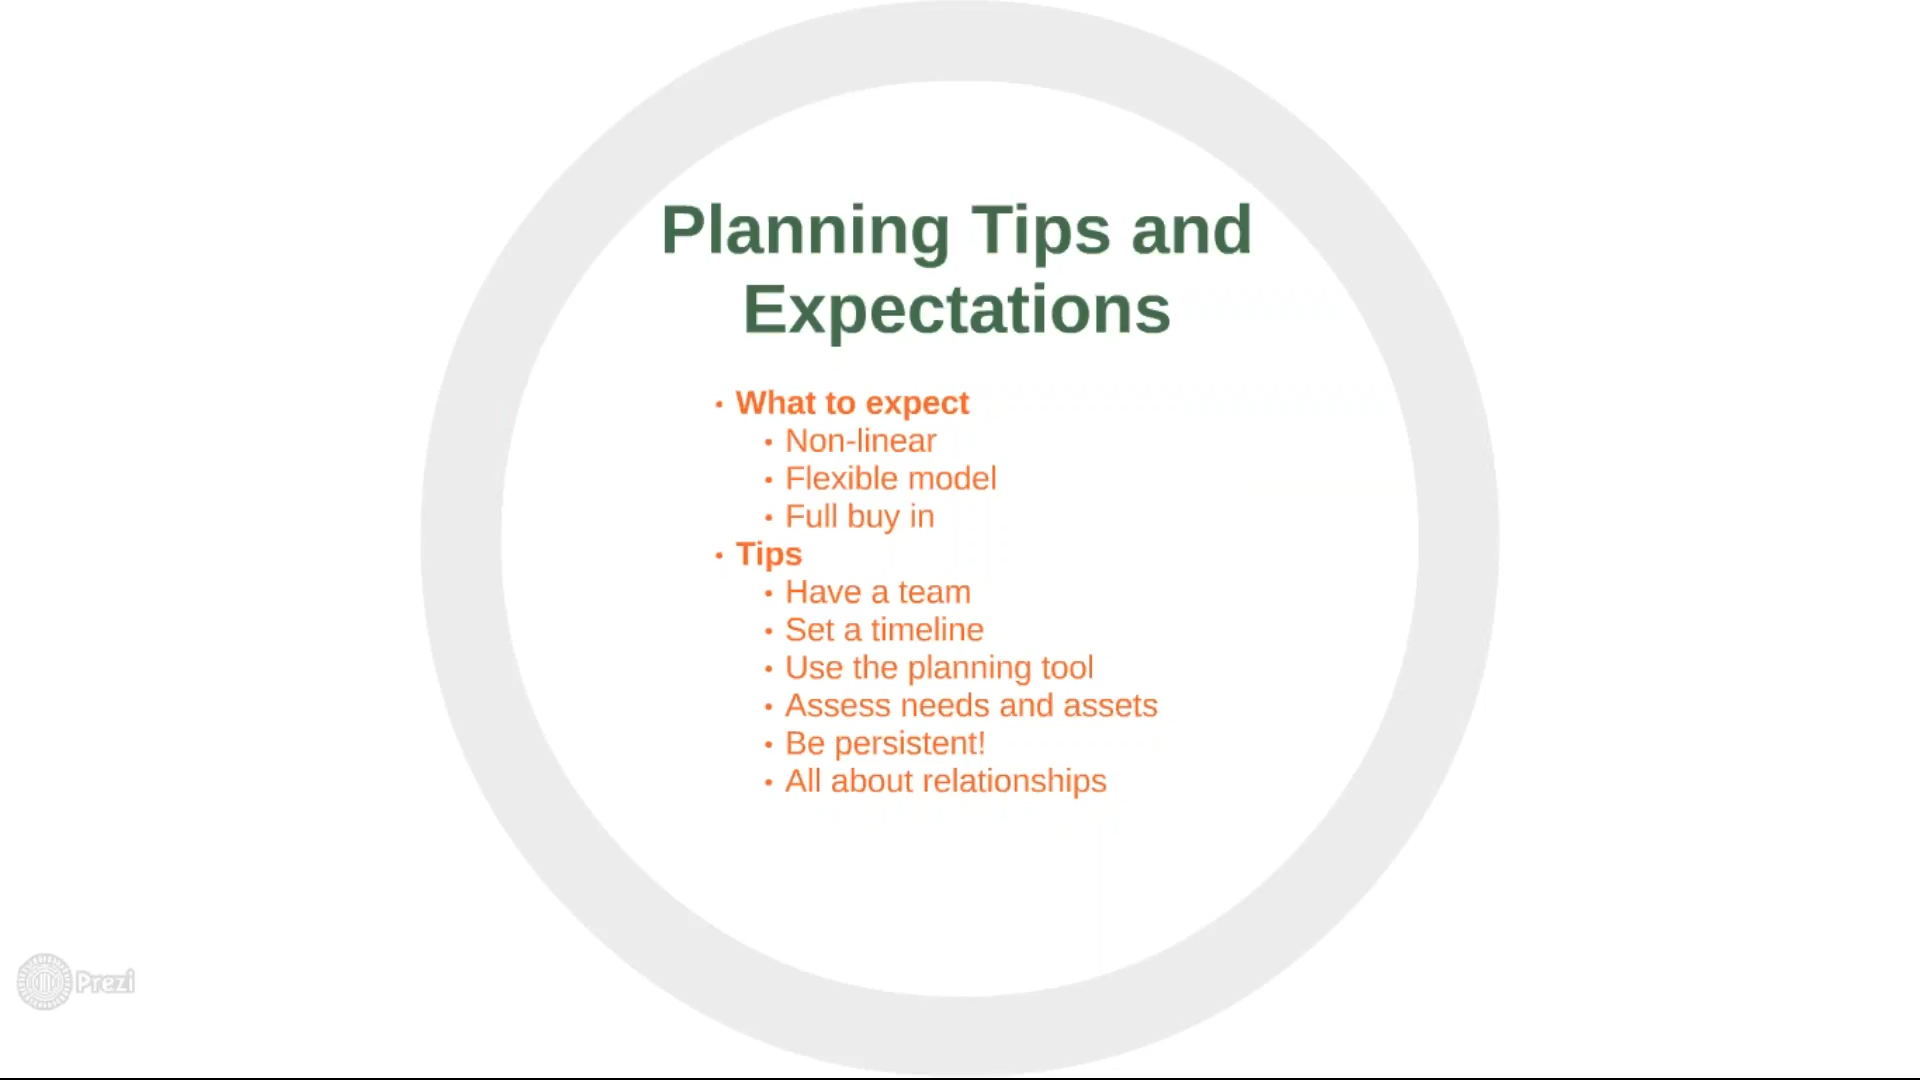 Planning Tips and
Expectations
• What to expect
• Non-linear
• Flexible model
• Full buy in
• Tips
• Have a team
• Set a timeline
• Use the planning tool
• Assess needs and assets
• Be persistent!
• All about relationships
Prezi